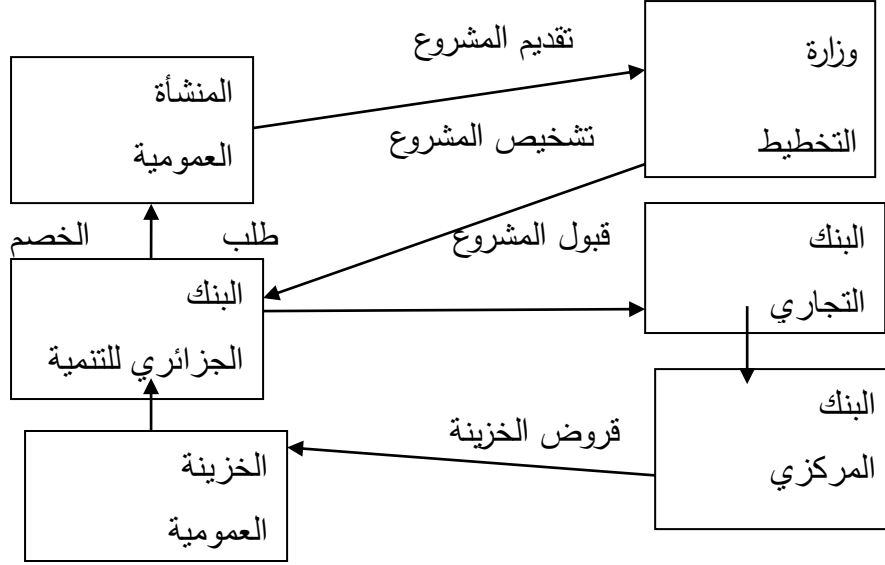 تقديم المشروع
وزارة
التخطيط
المنشأة
العمومية
تشخيص المشروع
طلب الخصم
قبول المشروع
البنك
التجاري
البنك
الجزائري للتنمية
البنك
المركزي
قروض الخزينة
الخزينة
العمومية